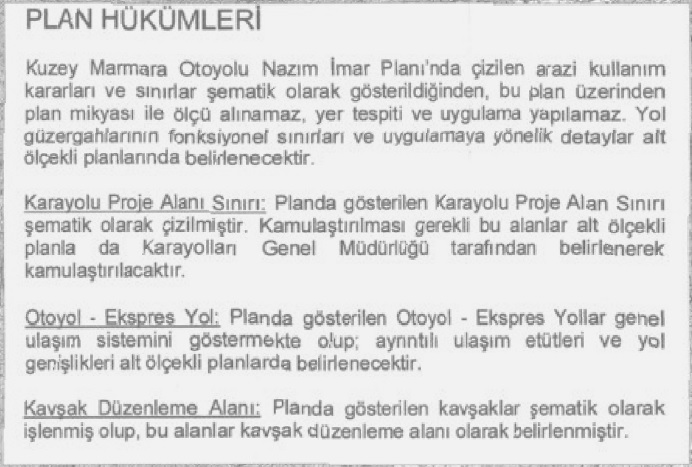 PLAN HÜKÜMLERİ
Kuzey Marmara Otoyolu Nazım İmar Planı'nda çizilen arazi kullanım
kararları ve sınırlar şematik olarak gösterildiğinden, bu plan üzerinden
plan mikyası ile ölçü alınamaz, yer tespiti ve uygulama yapılamaz. Yol
güzergahlarının fonksiyonel sınırları ve uygulamaya yönelik detaylar alt
ölçekli planlarında belirlenecektir.
Karayolu Proje Alanı Sınırı: Planda gösterilen Karayolu Proje Alan Sınırı
şematik olarak çizilmiştir. Kamulaştırılması gerekli bu alanlar alt ölçekli
planla da Karayolları Genel Müdürlüğü tarafından belirlenerek
kamulaştırılacaktır.
Otoyol - Ekspres Yol: Planda gösterilen Otoyol - Ekspres Yollar genel
ulaşım sistemini göstermekte olup; ayrıntılı ulaşım etütleri ve yol
genişlikleri alt ölçekli planlarda belirlenecektir.
Kavşak Düzenleme Alanı: Planda gösterilen kavşaklar şematik olarak
işlenmiş olup, bu alanlar kavşak düzenleme alanı olarak belirlenmiştir.